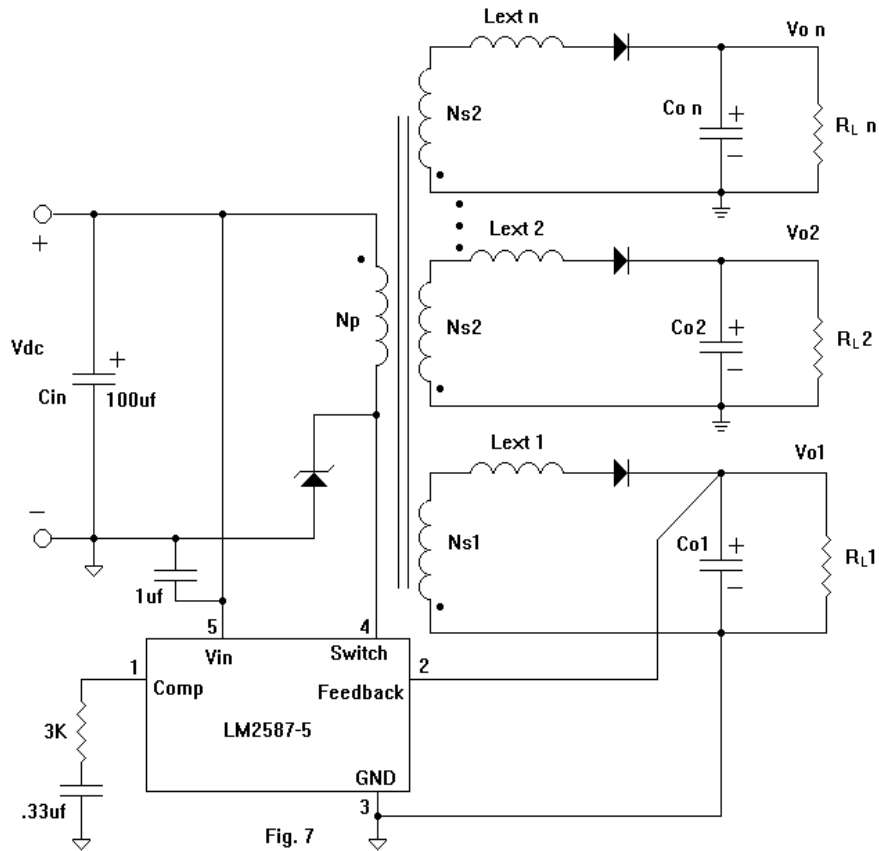 Lext n
Vo n
Ns2
Co n
+
−
RL n
Lext 2
Vo2
+
Np
Ns2
Co2
+
−
RL2
Vdc
+
Cin
100uf
Lext 1
Vo1
−
Ns1
Co1
+
−
RL1
1uf
5
4
Vin
Switch
1
2
Comp
Feedback
3K
LM2587-5
GND
.33uf
3
Fig. 7